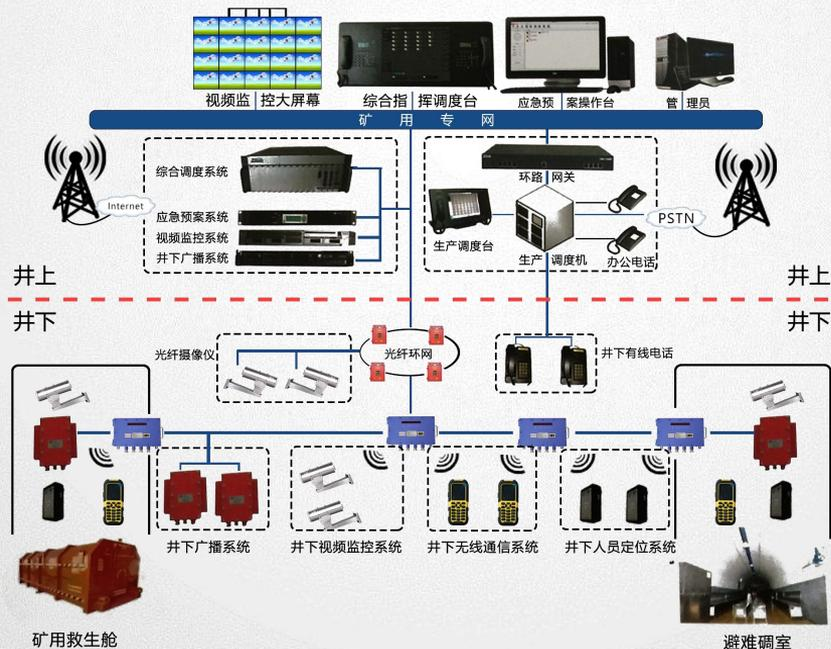 视频监控大屏幕
综合指挥调度台
应急预案操作台
管理员
矿用专网
综合调度系统
应急预案系统
视频监控系统
井下广播系统
Internet
环路网关
生产调度台
生产调度机
办公电话
PSTN
井上
井上
井下
井下
光纤摄像仪
光纤环网
井下有线电话
井下广播系统
井下视频监控系统
井下无线通信系统
井下人员定位系统
矿用救生舱
避难硐室